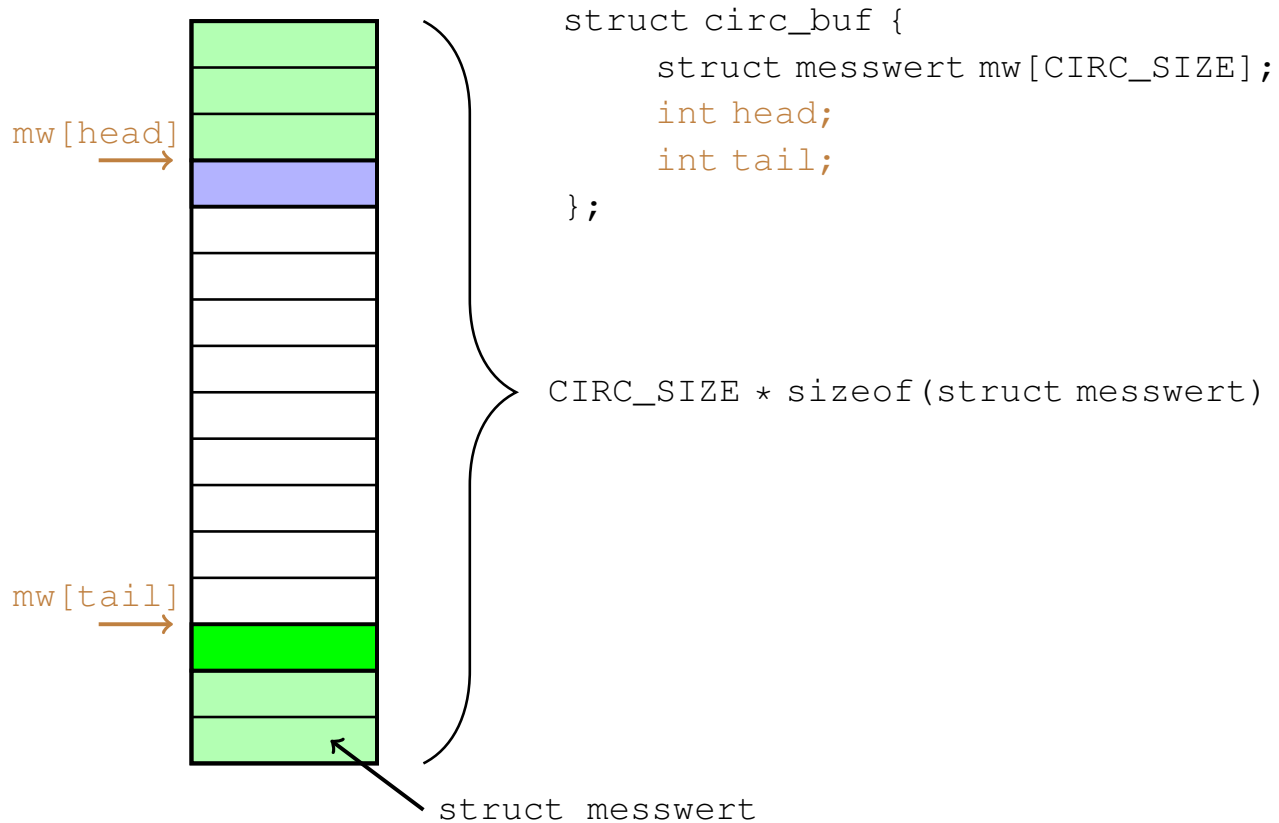 struct circ_buf {
struct messwert mw[CIRC_SIZE];
int head;
int tail;
};
mw[head]
CIRC_SIZE * sizeof(struct messwert)
mw[tail]
struct messwert